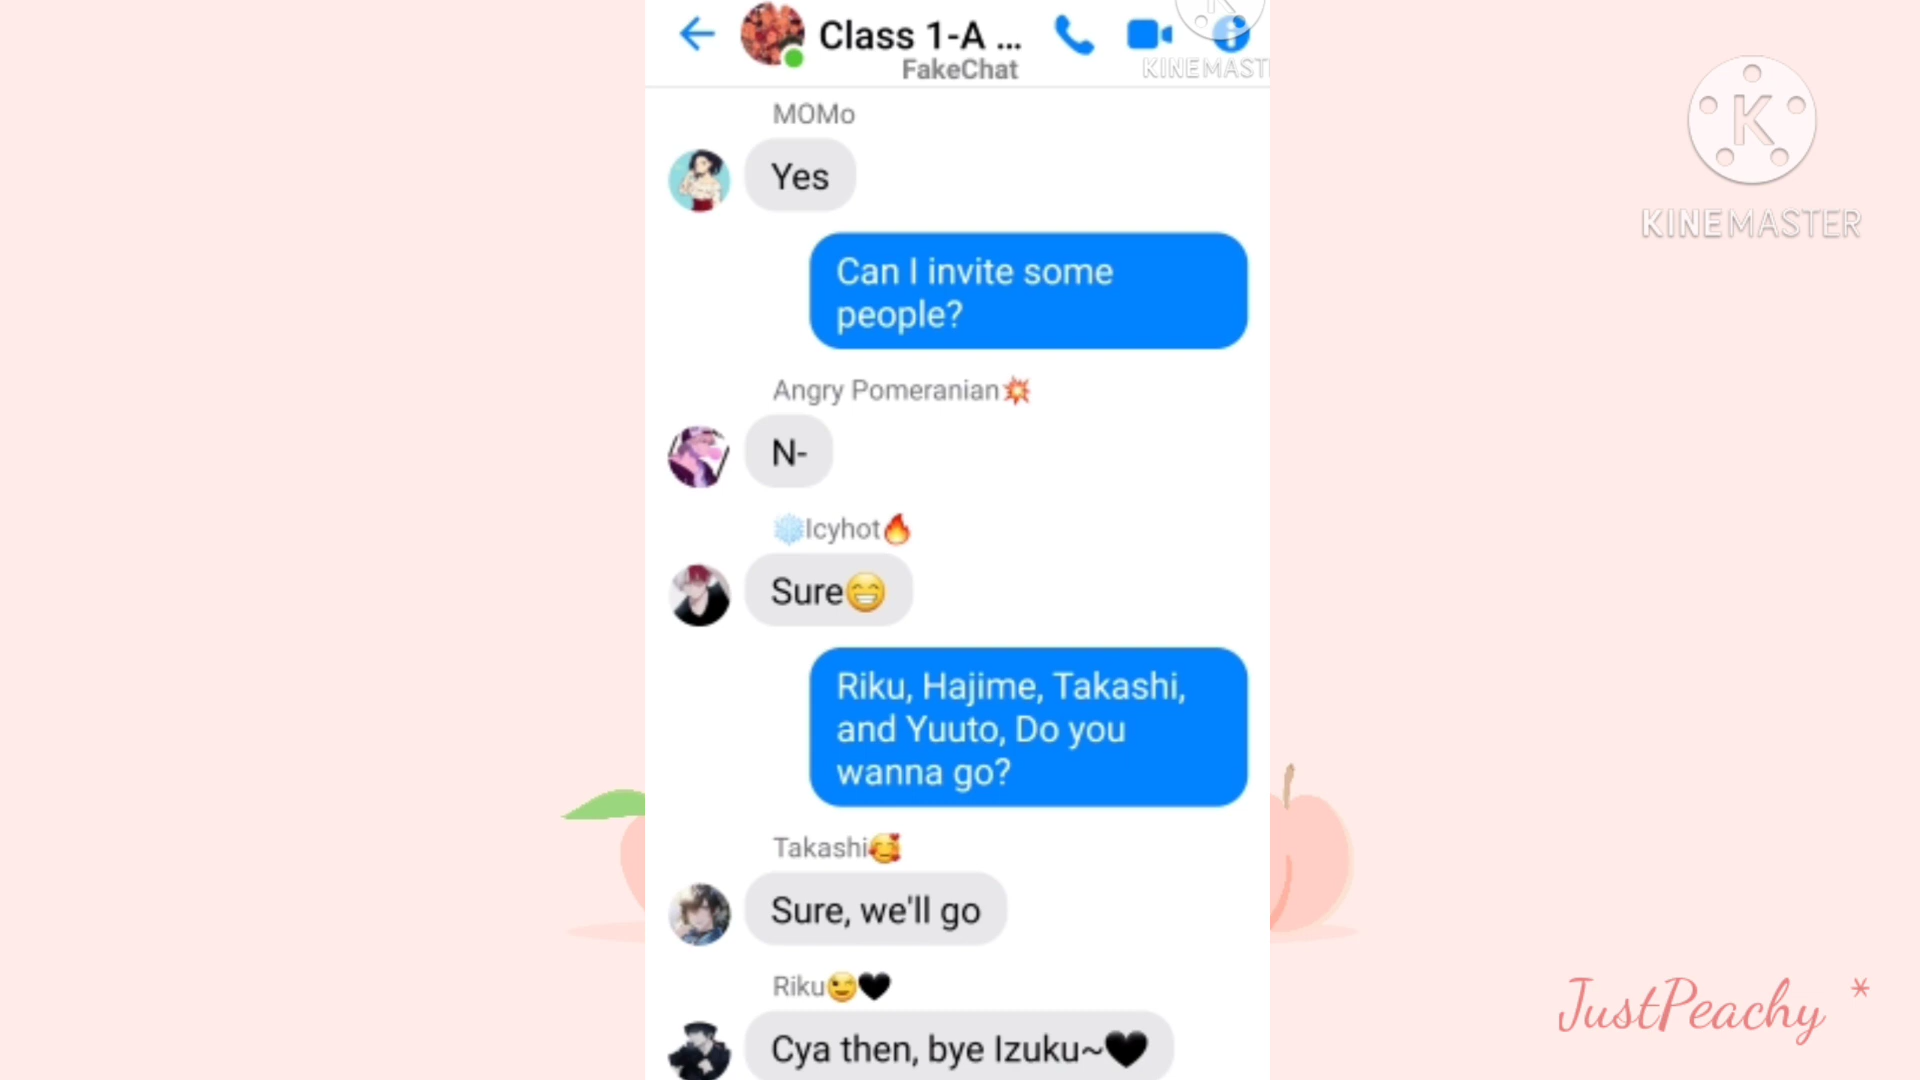 Class 1-A ...
FakeChat
KINEMAST
MOMo
Yes
Can I invite some
people?
Angry Pomeranian💥
N-
❄️Icyhot🔥
Sure😁
Riku, Hajime, Takashi,
and Yuuto, Do you
wanna go?
Takashi🥰
Sure, we'll go
Riku😉🖤
Cya then, bye Izuku~🖤
K
KINEMASTER
JustPeachy *